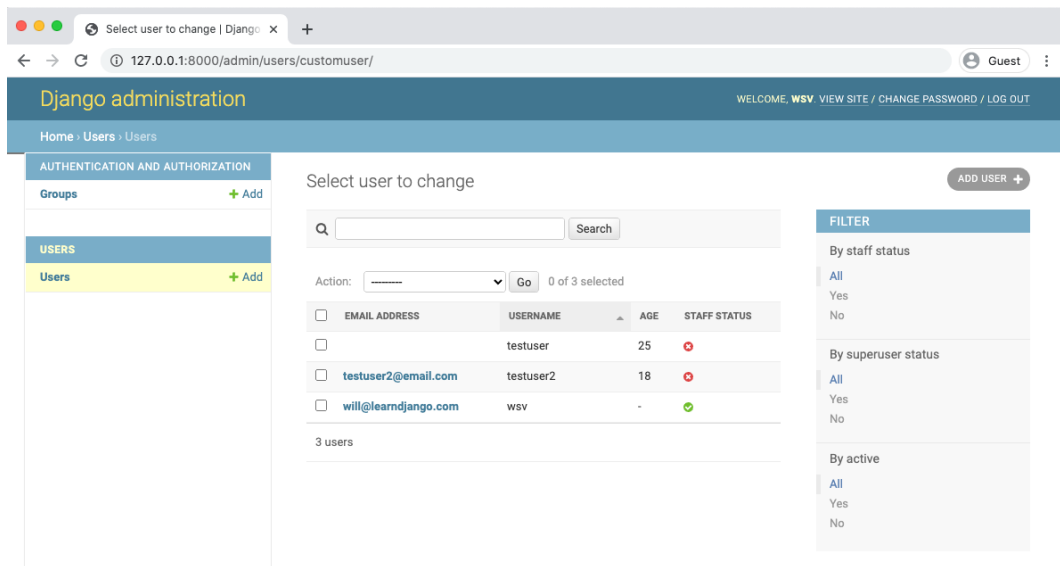 Select user to change | Django
127.0.0.1:8000/admin/users/customuser/
Guest
Django administration
WELCOME, WSV. VIEW SITE / CHANGE PASSWORD / LOG OUT
Home › Users › Users
AUTHENTICATION AND AUTHORIZATION
Groups + Add
USERS
Users + Add
Select user to change
ADD USER +
Search
Action: --------- Go 0 of 3 selected
EMAIL ADDRESS USERNAME AGE STAFF STATUS
testuser 25
testuser2@email.com testuser2 18
will@learndjango.com wsv -
3 users
FILTER
By staff status
All
Yes
No
By superuser status
All
Yes
No
By active
All
Yes
No